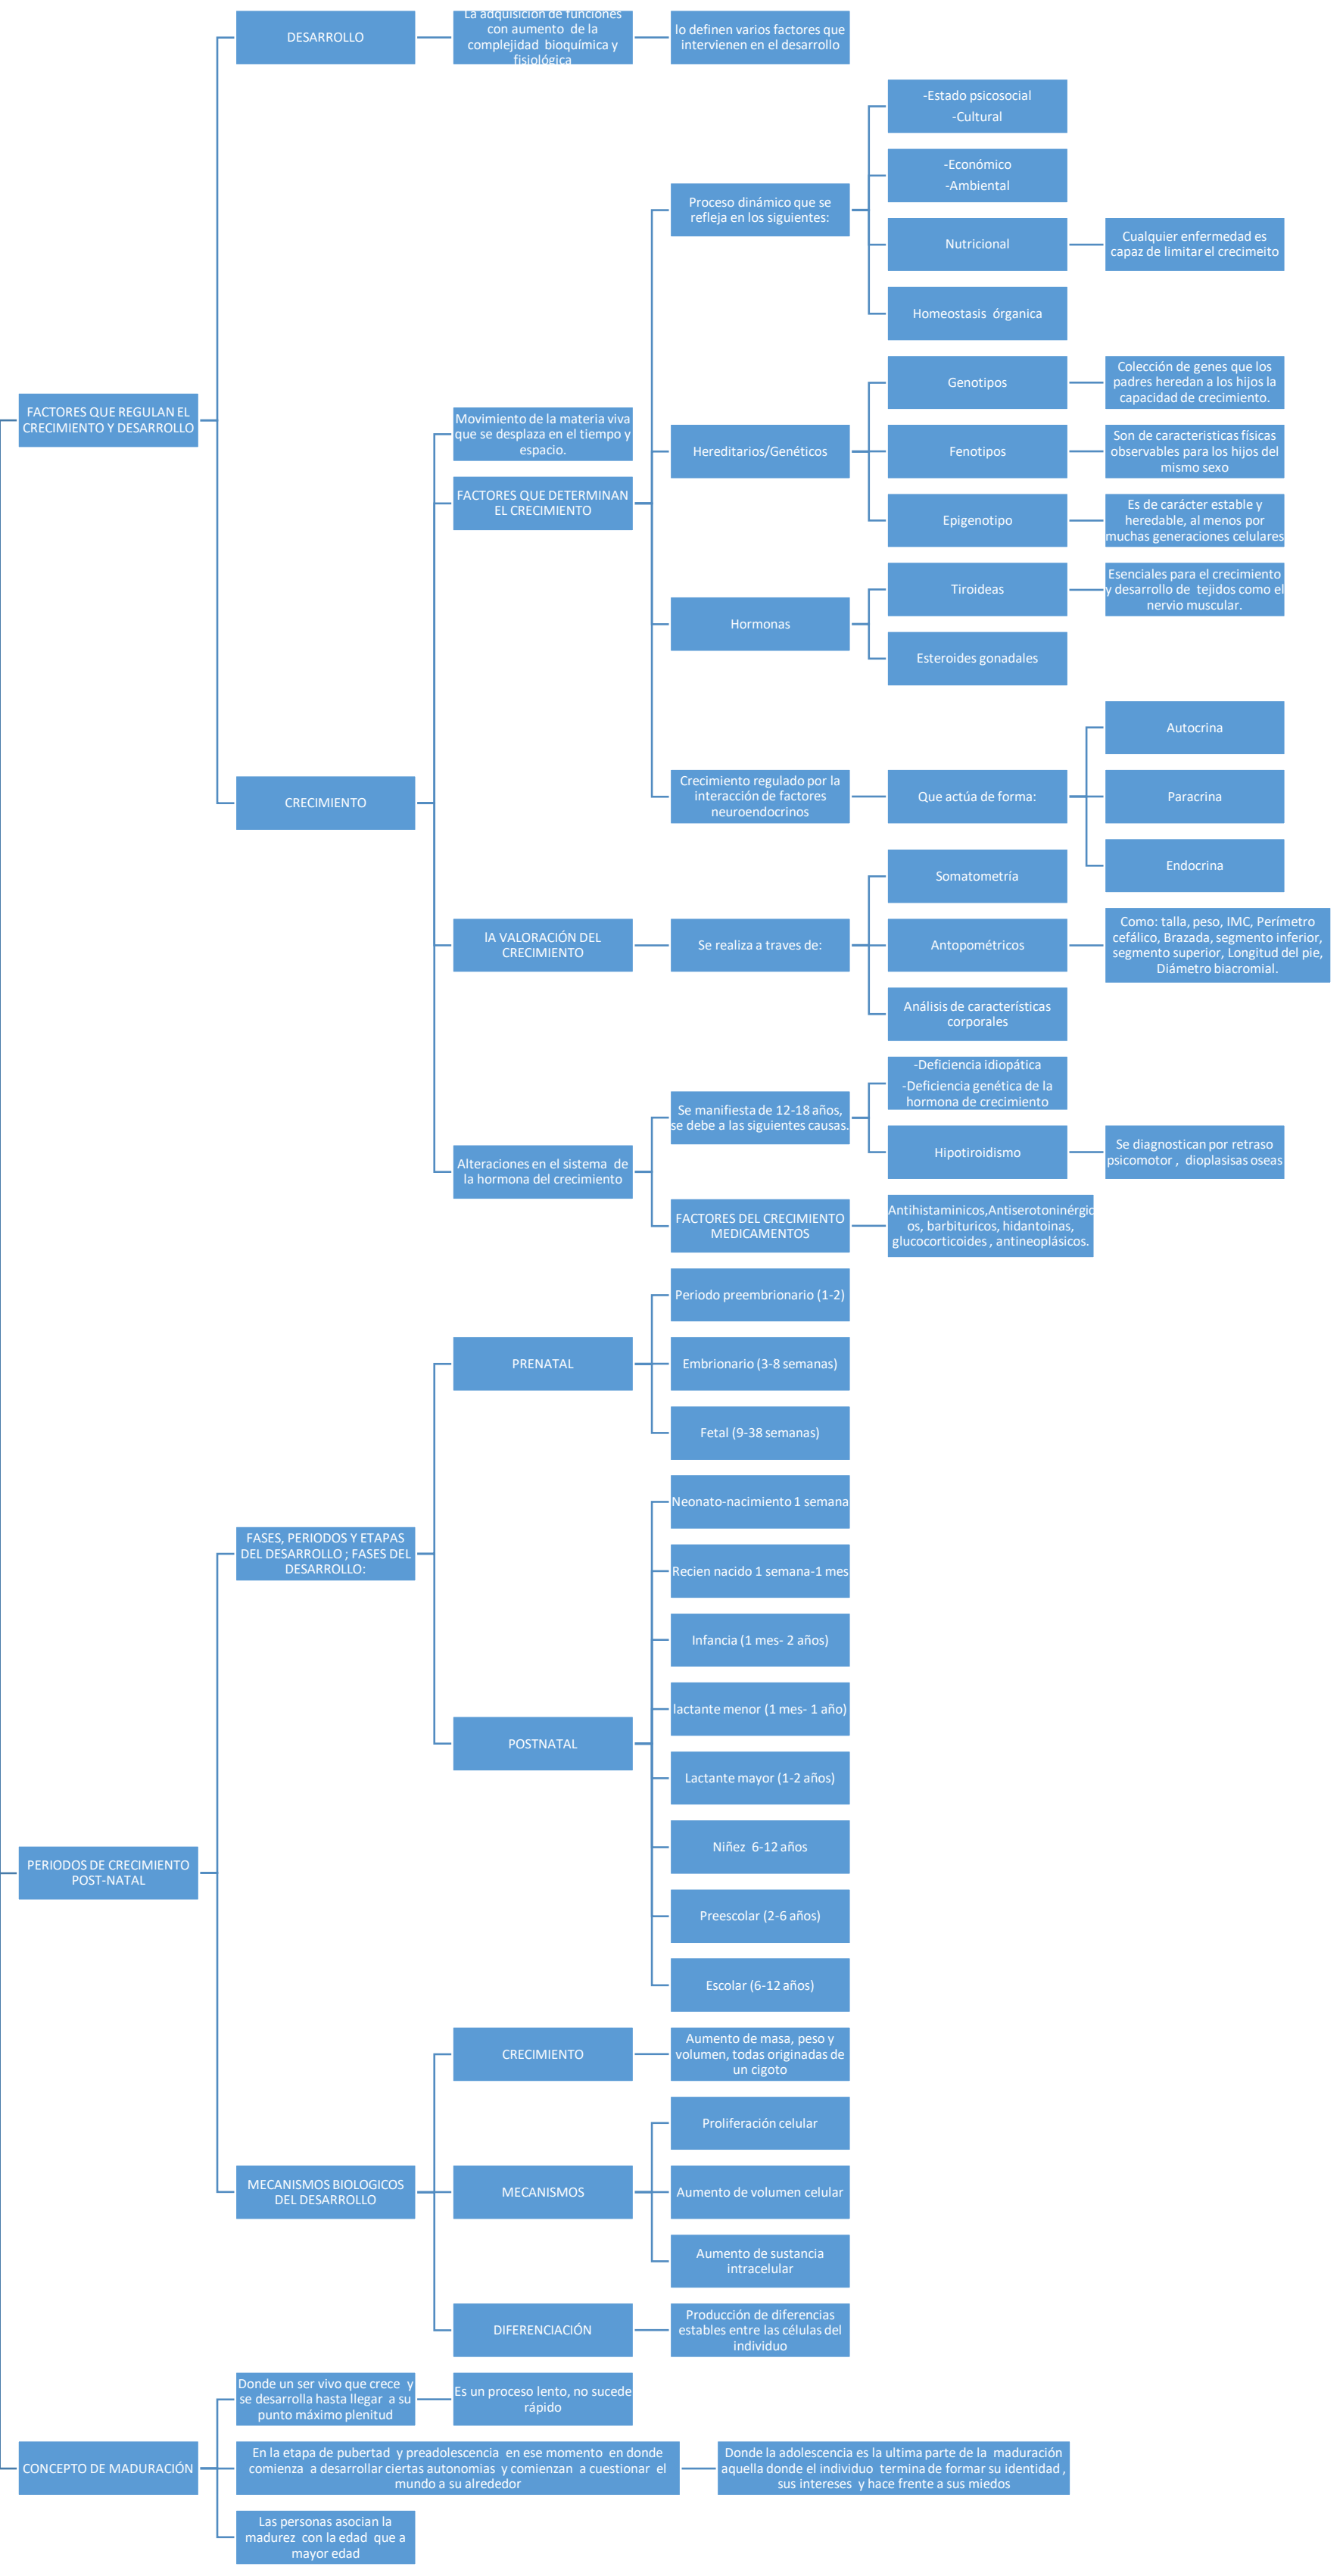 FACTORES QUE REGULAN EL
CRECIMIENTO Y DESARROLLO
DESARROLLO
La adquisición de funciones
con aumento de la
complejidad bioquímica y
fisiológica
lo definen varios factores que
intervienen en el desarrollo
CRECIMIENTO
Movimiento de la materia viva
que se desplaza en el tiempo y
espacio.
FACTORES QUE DETERMINAN
EL CRECIMIENTO
Proceso dinámico que se
refleja en los siguientes:
-Estado psicosocial
-Cultural
-Económico
-Ambiental
Nutricional
Cualquier enfermedad es
capaz de limitar el crecimeito
Homeostasis órganica
Hereditarios/Genéticos
Genotipos
Colección de genes que los
padres heredan a los hijos la
capacidad de crecimiento.
Fenotipos
Son de caracteristicas físicas
observables para los hijos del
mismo sexo
Epigenotipo
Es de carácter estable y
heredable, al menos por
muchas generaciones celulares
Hormonas
Tiroideas
Esenciales para el crecimiento
y desarrollo de tejidos como el
nervio muscular.
Esteroides gonadales
Crecimiento regulado por la
interacción de factores
neuroendocrinos
Que actúa de forma:
Autocrina
Paracrina
Endocrina
lA VALORACIÓN DEL
CRECIMIENTO
Se realiza a traves de:
Somatometría
Antopométricos
Como: talla, peso, IMC, Perímetro
cefálico, Brazada, segmento inferior,
segmento superior, Longitud del pie,
Diámetro biacromial.
Análisis de características
corporales
Alteraciones en el sistema de
la hormona del crecimiento
Se manifiesta de 12-18 años,
se debe a las siguientes causas.
-Deficiencia idiopática
-Deficiencia genética de la
hormona de crecimiento
Hipotiroidismo
Se diagnostican por retraso
psicomotor , dioplasisas oseas
FACTORES DEL CRECIMIENTO
MEDICAMENTOS
Antihistaminicos,Antiserotoninérgic
os, barbituricos, hidantoinas,
glucocorticoides , antineoplásicos.
PERIODOS DE CRECIMIENTO
POST-NATAL
FASES, PERIODOS Y ETAPAS
DEL DESARROLLO ; FASES DEL
DESARROLLO:
PRENATAL
Periodo preembrionario (1-2)
Embrionario (3-8 semanas)
Fetal (9-38 semanas)
POSTNATAL
Neonato-nacimiento 1 semana
Recien nacido 1 semana-1 mes
Infancia (1 mes- 2 años)
lactante menor (1 mes- 1 año)
Lactante mayor (1-2 años)
Niñez 6-12 años
Preescolar (2-6 años)
Escolar (6-12 años)
MECANISMOS BIOLOGICOS
DEL DESARROLLO
CRECIMIENTO
Aumento de masa, peso y
volumen, todas originadas de
un cigoto
MECANISMOS
Proliferación celular
Aumento de volumen celular
Aumento de sustancia
intracelular
DIFERENCIACIÓN
Producción de diferencias
estables entre las células del
individuo
CONCEPTO DE MADURACIÓN
Donde un ser vivo que crece y
se desarrolla hasta llegar a su
punto máximo plenitud
Es un proceso lento, no sucede
rápido
En la etapa de pubertad y preadolescencia en ese momento en donde
comienza a desarrollar ciertas autonomias y comienzan a cuestionar el
mundo a su alrededor
Donde la adolescencia es la ultima parte de la maduración
aquella donde el individuo termina de formar su identidad ,
sus intereses y hace frente a sus miedos
Las personas asocian la
madurez con la edad que a
mayor edad